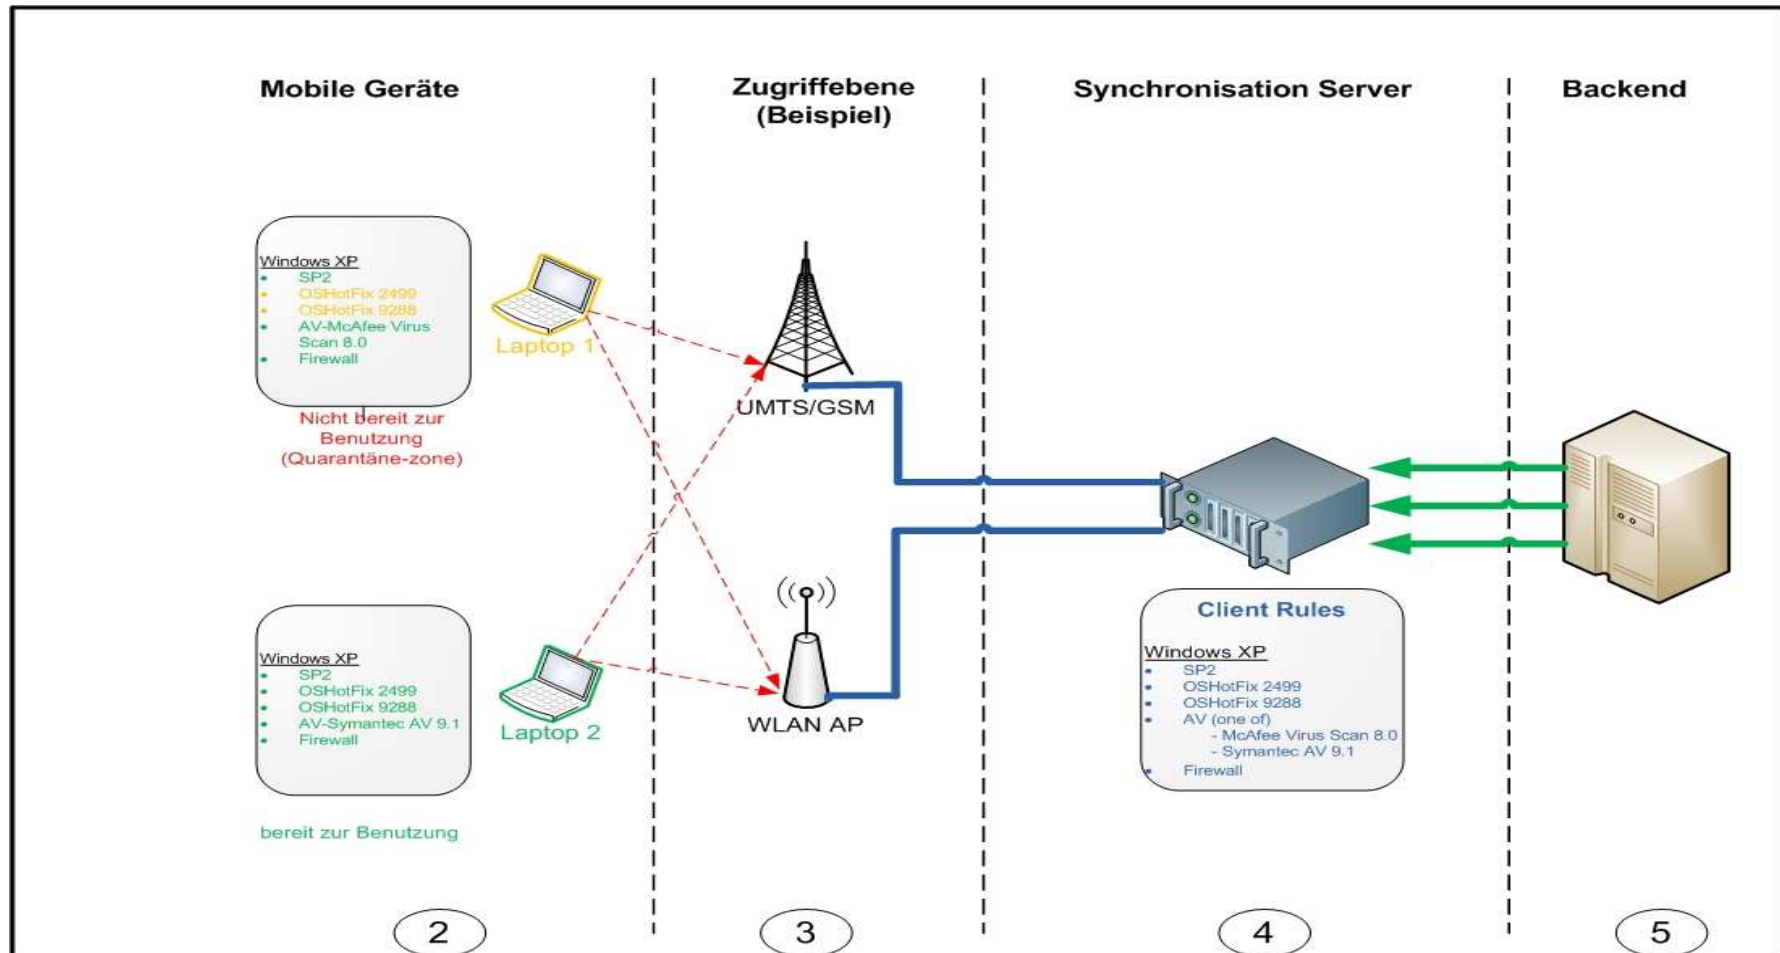 Mobile Geräte
Zugriffebene
(Beispiel)
Synchronisation Server
Backend
Windows XP
• SP2
• OSHotFix 2499
• OSHotFix 9288
• AV-McAfee Virus
Scan 8.0
• Firewall
Laptop 1
Nicht bereit zur
Benutzung
(Quarantäne-zone)
UMTS/GSM
Windows XP
• SP2
• OSHotFix 2499
• OSHotFix 9288
• AV-Symantec AV 9.1
• Firewall
Laptop 2
bereit zur Benutzung
WLAN AP
Client Rules
Windows XP
• SP2
• OSHotFix 2499
• OSHotFix 9288
• AV (one of)
- McAfee Virus Scan 8.0
- Symantec AV 9.1
• Firewall
2
3
4
5